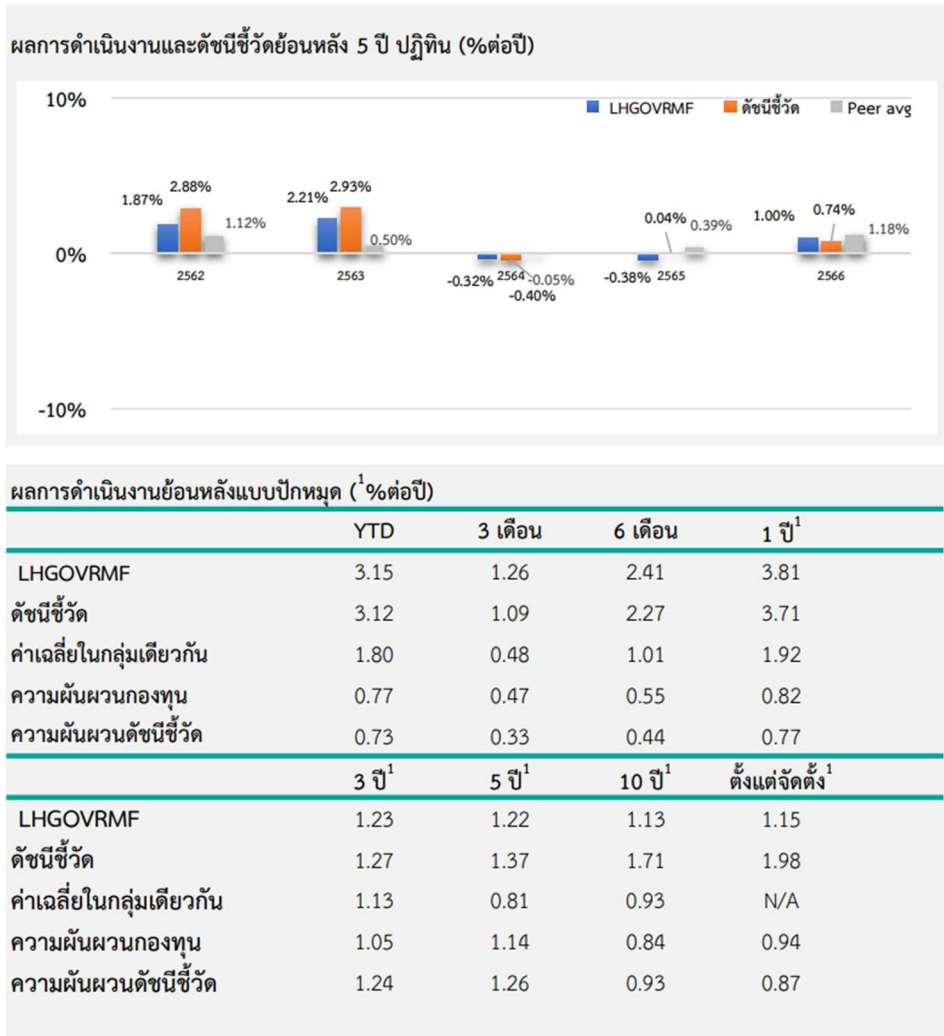 ผลการดำเนินงานและดัชนีชี้วัดย้อนหลัง 5 ปี ปฏิทิน (%ต่อปี)
10%
LHGOVRMF ดัชนีชี้วัด Peer avg
1.87% 2.88% 1.12% 2.21% 2.93% 0.50% 0.04% 0.39% 1.00% 0.74% 1.18%
0%
2562 2563 2564 2565 2566
-0.32% -0.40% -0.05% -0.38%
-10%
ผลการดำเนินงานย้อนหลังแบบปักหมุด (1%ต่อปี)
YTD 3 เดือน 6 เดือน 1 ปี1
LHGOVRMF 3.15 1.26 2.41 3.81
ดัชนีชี้วัด 3.12 1.09 2.27 3.71
ค่าเฉลี่ยในกลุ่มเดียวกัน 1.80 0.48 1.01 1.92
ความผันผวนกองทุน 0.77 0.47 0.55 0.82
ความผันผวนดัชนีชี้วัด 0.73 0.33 0.44 0.77
3 ปี1 5 ปี1 10 ปี1 ตั้งแต่จัดตั้ง1
LHGOVRMF 1.23 1.22 1.13 1.15
ดัชนีชี้วัด 1.27 1.37 1.71 1.98
ค่าเฉลี่ยในกลุ่มเดียวกัน 1.13 0.81 0.93 N/A
ความผันผวนกองทุน 1.05 1.14 0.84 0.94
ความผันผวนดัชนีชี้วัด 1.24 1.26 0.93 0.87